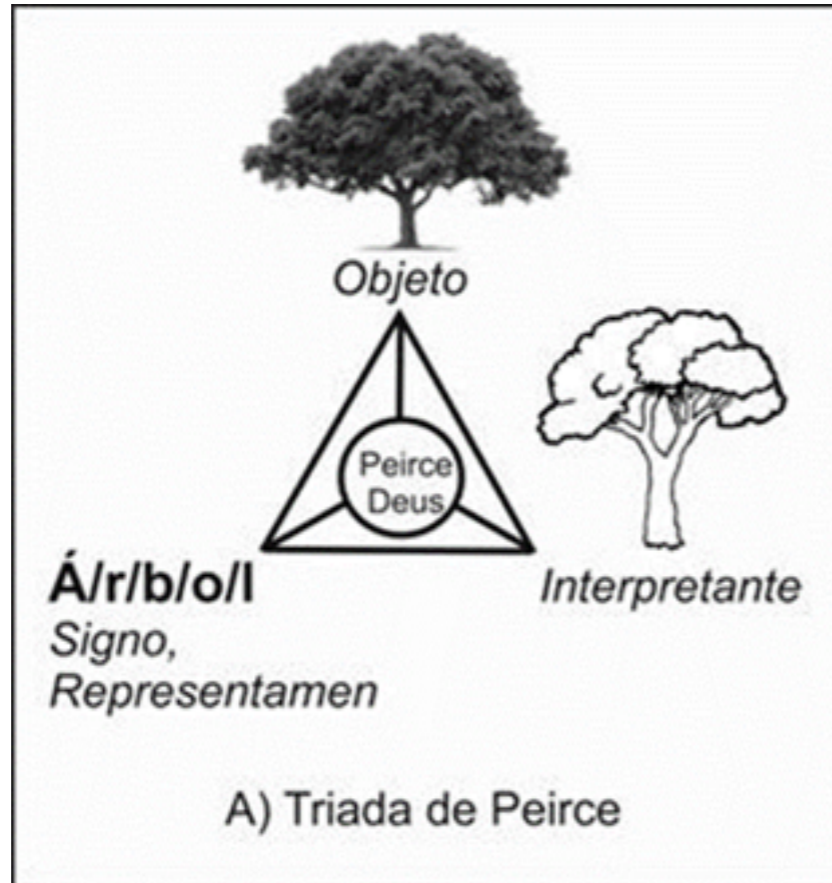 Objeto
Peirce
Deus
Á/r/b/o/l
Signo,
Representamen
Interpretante
A) Triada de Peirce